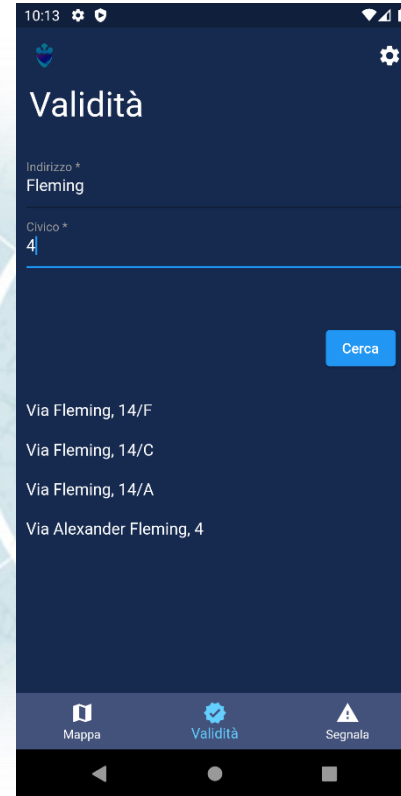 10:13
Validità
Indirizzo *
Fleming
Civico *
4
Cerca
Via Fleming, 14/F
Via Fleming, 14/C
Via Fleming, 14/A
Via Alexander Fleming, 4
Mappa Validità Segnala